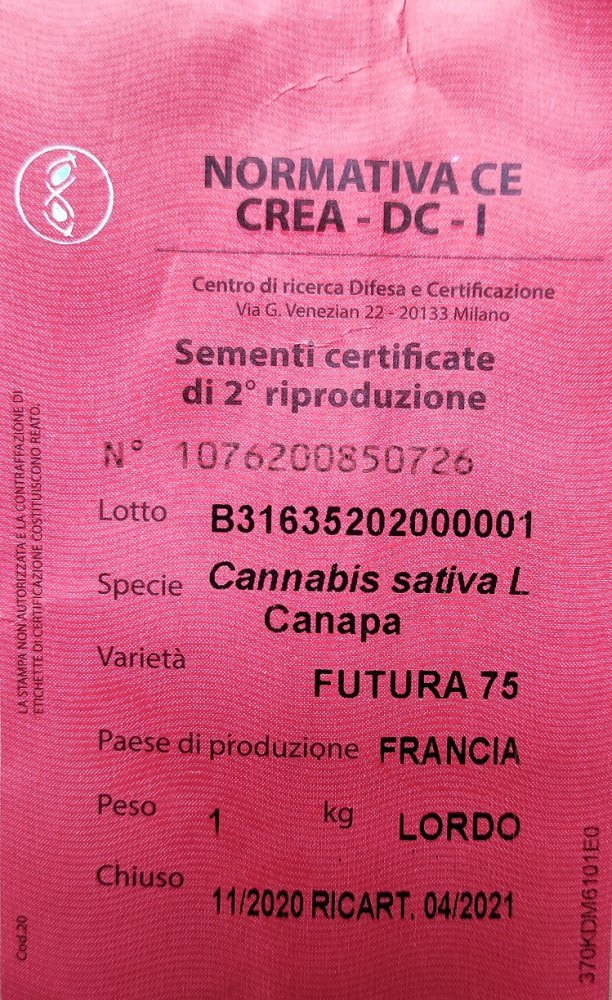 NORMATIVA CE
CREA - DC - I
Centro di ricerca Difesa e Certificazione
Via G. Venezian 22 - 20133 Milano
Sementi certificate
di 2° riproduzione
N° 1076200850726
Lotto B31635202000001
Specie Cannabis sativa L
Canapa
Varietà FUTURA 75
Paese di produzione FRANCIA
Peso 1 kg LORDO
Chiuso 11/2020 RICART. 04/2021
LA STAMPA NON AUTORIZZATA E LA CONTRAFFAZIONE DI
ETICHETTE DI CERTIFICAZIONE COSTITUISCONO REATO.
Cod.20
370KDM6101E0